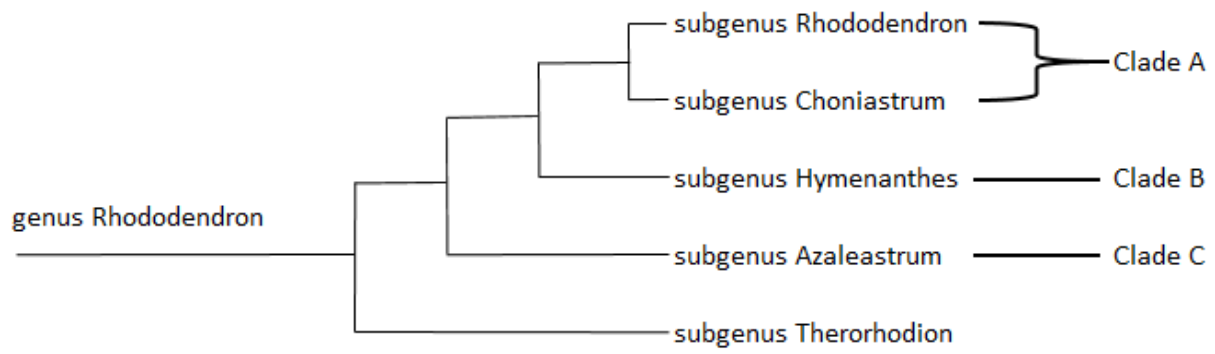 subgenus Rhododendron
Clade A
subgenus Choniastrum
subgenus Hymenanthes
Clade B
genus Rhododendron
subgenus Azaleastrum
Clade C
subgenus Therorhodion